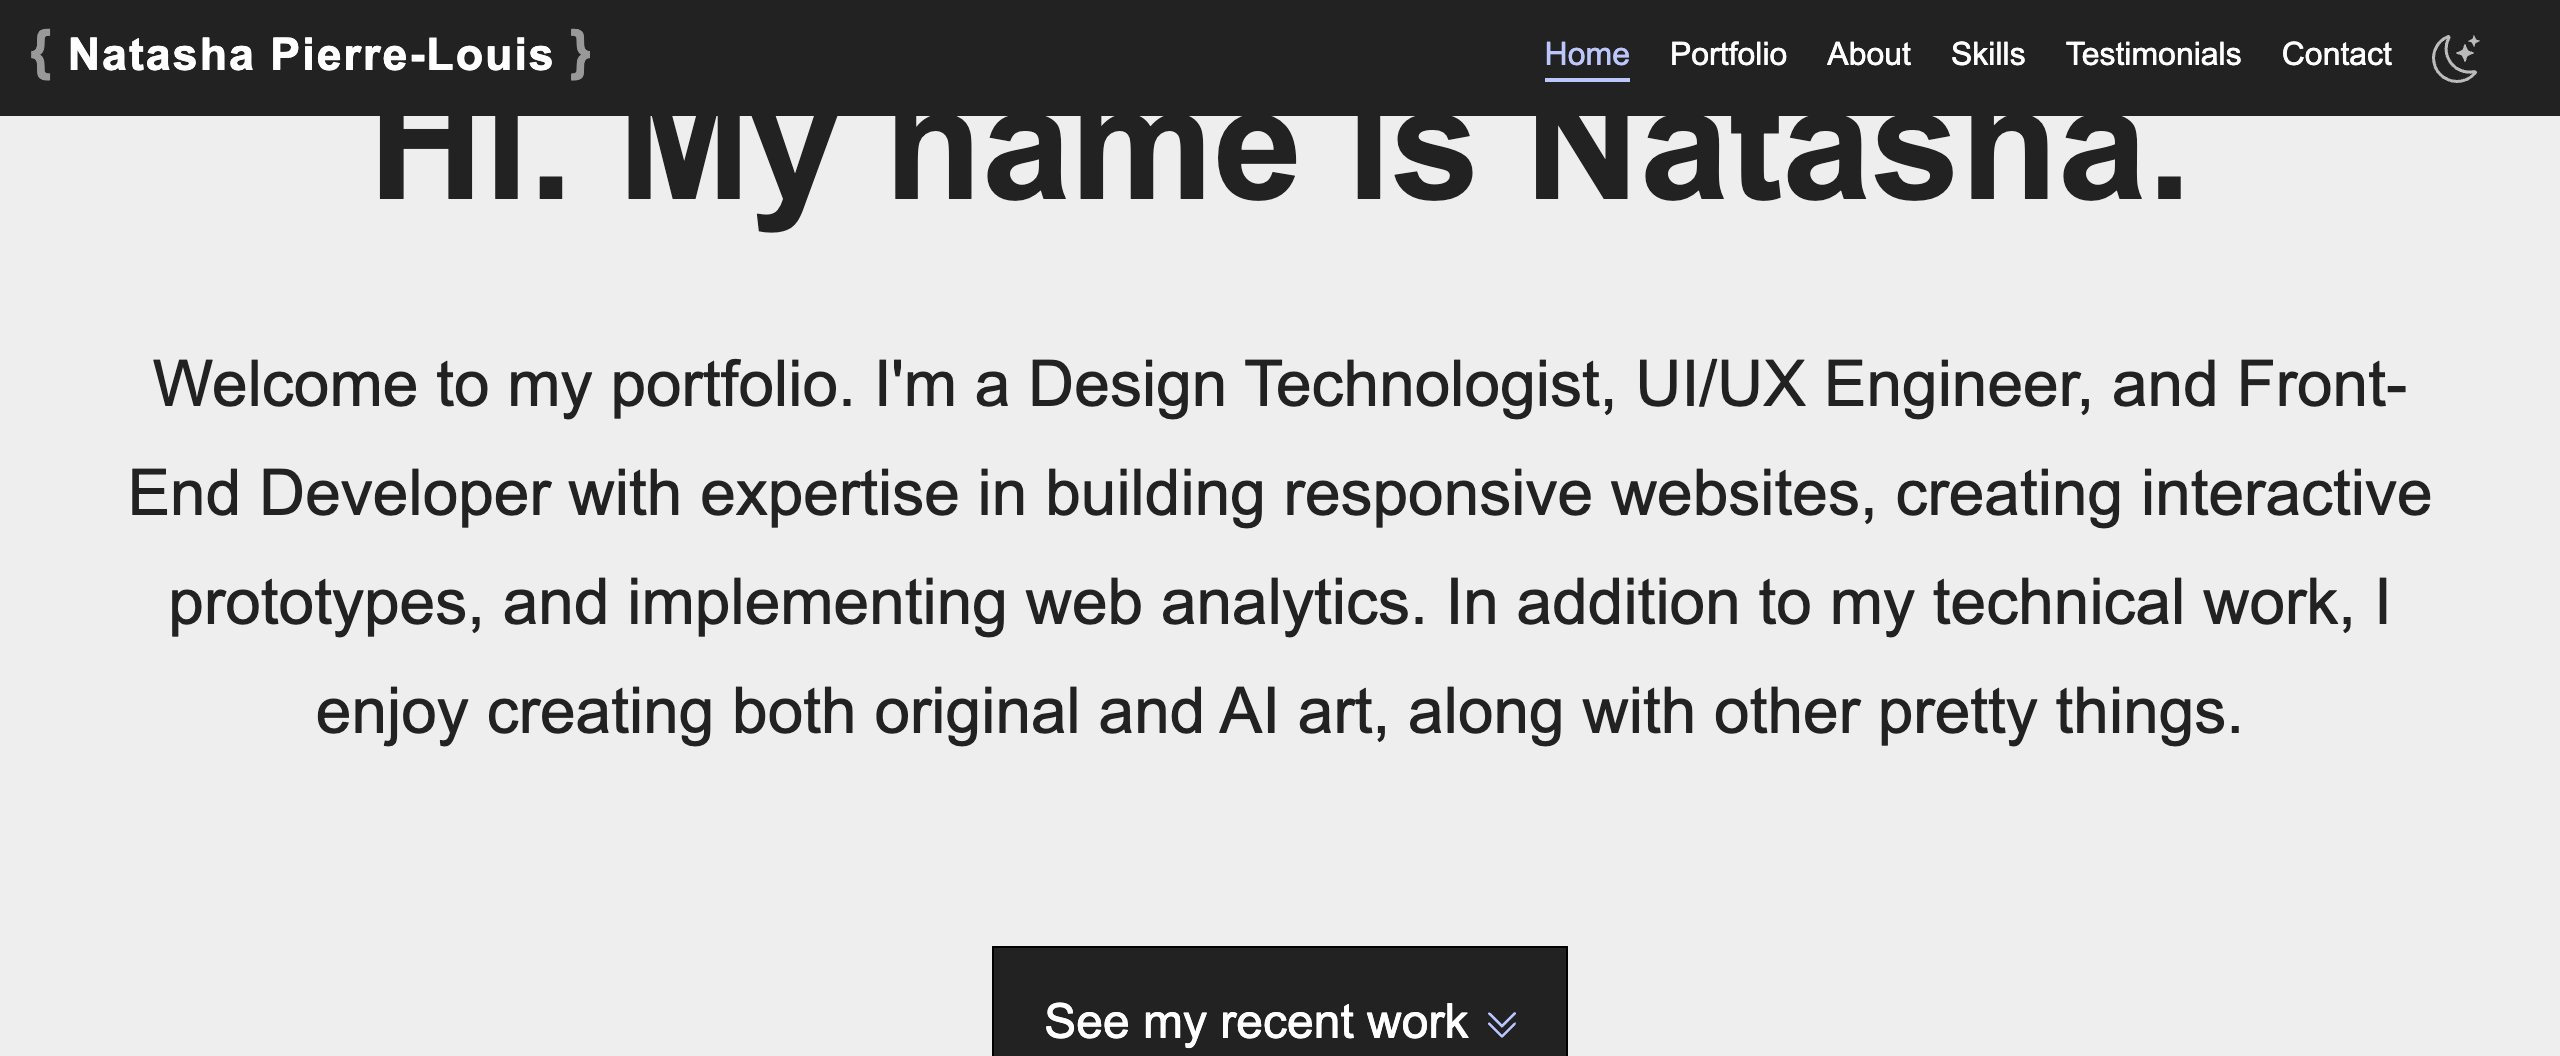 { Natasha Pierre-Louis }
Home Portfolio About Skills Testimonials Contact
Hi. My name is Natasha.
Welcome to my portfolio. I'm a Design Technologist, UI/UX Engineer, and Front-
End Developer with expertise in building responsive websites, creating interactive
prototypes, and implementing web analytics. In addition to my technical work, I
enjoy creating both original and AI art, along with other pretty things.
See my recent work